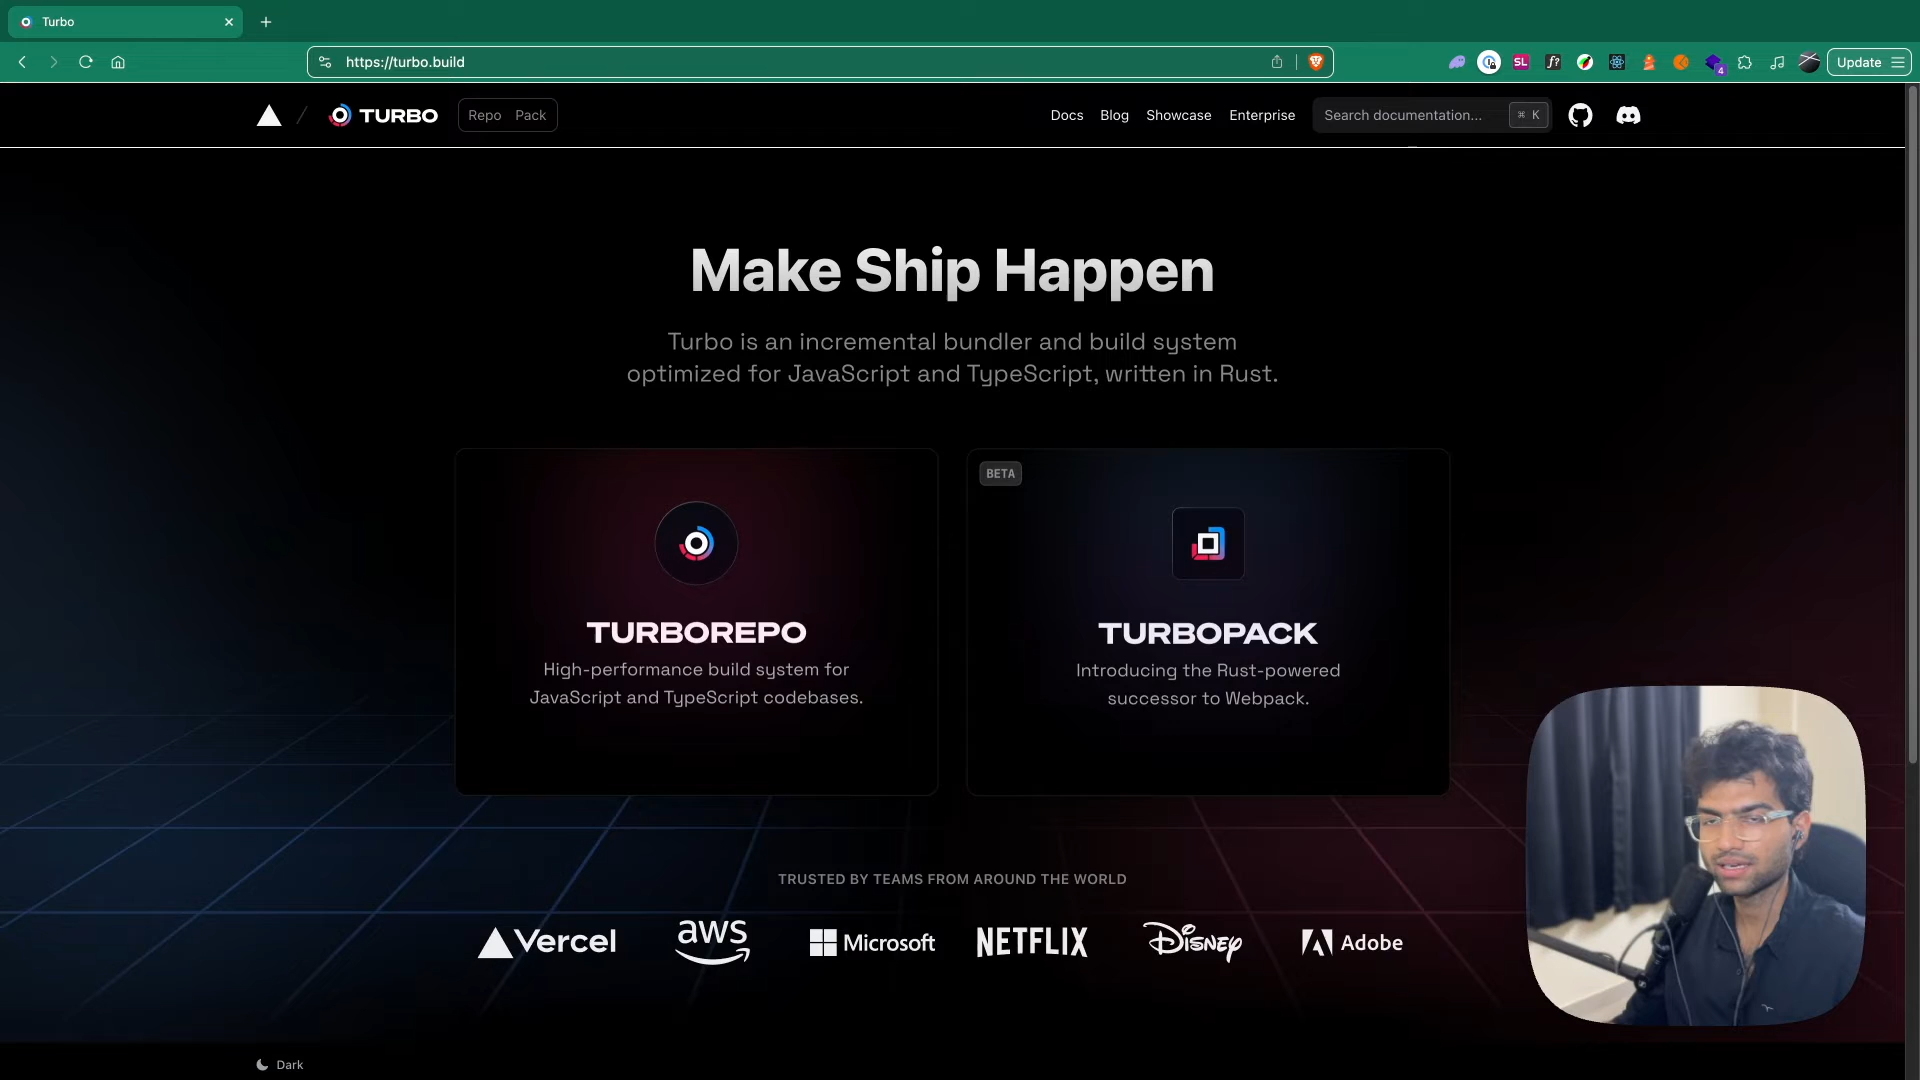 Turbo
https://turbo.build
SL
f?
4
Update
TURBO
Repo Pack
Docs Blog Showcase Enterprise
Search documentation... ⌘ K
Make Ship Happen
Turbo is an incremental bundler and build system
optimized for JavaScript and TypeScript, written in Rust.
TURBOREPO
High-performance build system for
JavaScript and TypeScript codebases.
BETA
TURBOPACK
Introducing the Rust-powered
successor to Webpack.
TRUSTED BY TEAMS FROM AROUND THE WORLD
Vercel aws Microsoft NETFLIX Disney Adobe
Dark